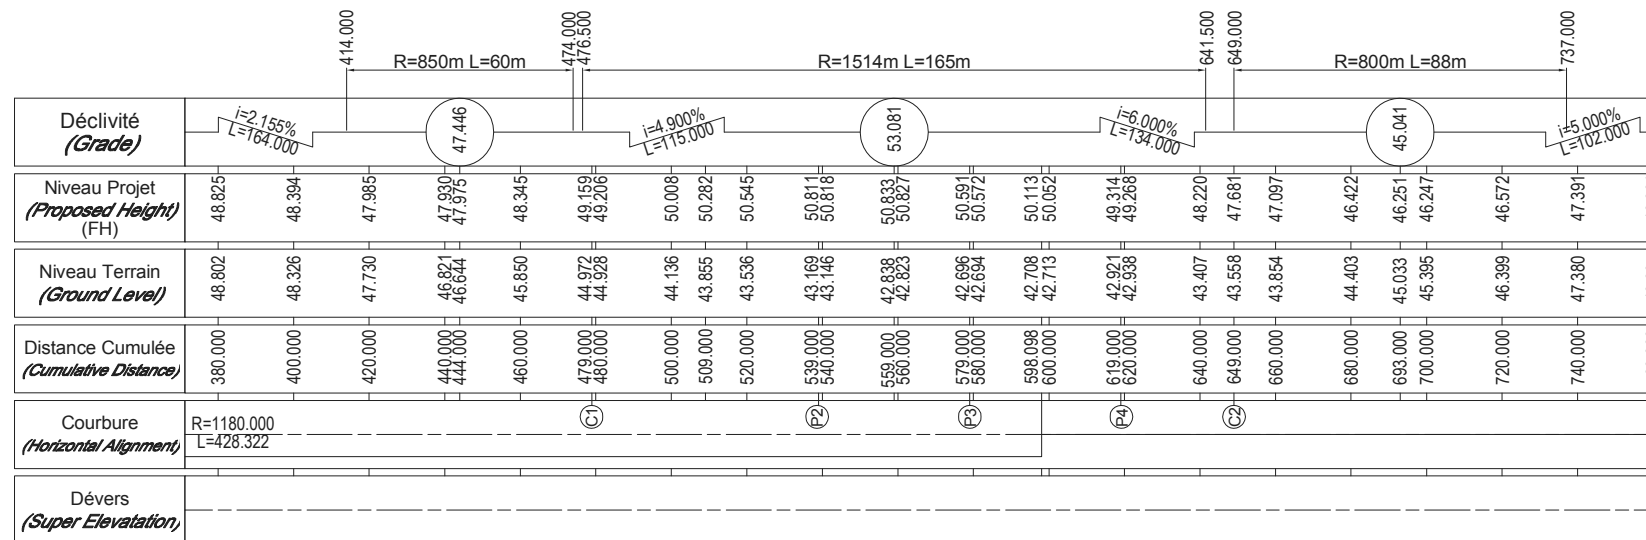 414.000 474.000 476.500 641.500 649.000 737.000
R=850m L=60m R=1514m L=165m R=800m L=88m
Déclivité
(Grade)
i=2.155%
L=164.000
47.446
i=4.900%
L=115.000
53.081
i=6.000%
L=134.000
45.041
i=5.000%
L=102.000
Niveau Projet
(Proposed Height)
(FH)
48.825 48.394 47.985 47.930 47.975 48.345 49.159 49.206 50.008 50.282 50.545 50.811 50.818 50.833 50.827 50.591 50.572 50.113 50.052 49.314 49.266 48.220 47.681 47.097 46.422 46.251 46.247 46.572 47.391
Niveau Terrain
(Ground Level)
48.802 48.326 47.730 46.821 46.644 45.850 44.972 44.928 44.136 43.855 43.536 43.169 43.146 42.838 42.823 42.696 42.694 42.708 42.713 42.921 42.938 43.407 43.558 43.854 44.403 45.033 45.395 46.399 47.380
Distance Cumulée
(Cumulative Distance)
380.000 400.000 420.000 440.000 444.000 460.000 479.000 480.000 500.000 509.000 520.000 539.000 540.000 559.000 560.000 579.000 580.000 598.098 600.000 619.000 620.000 640.000 649.000 660.000 680.000 693.000 700.000 720.000 740.000
Courbure
(Horizontal Alignment)
R=1180.000
L=428.322
C1 P2 P3 P4 C2
Dévers
(Super Elevatation)